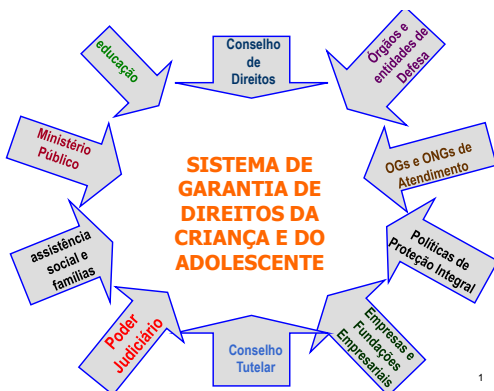 educação
Conselho
de
Direitos
Órgãos e
entidades de
Defesa
Ministério
Público
OGs e ONGs de
Atendimento
SISTEMA DE
GARANTIA DE
DIREITOS DA
CRIANÇA E DO
ADOLESCENTE
assistência
social e
famílias
Políticas de
Proteção Integral
Poder
Judiciário
Conselho
Tutelar
Empresas e
Fundações
Empresariais
1